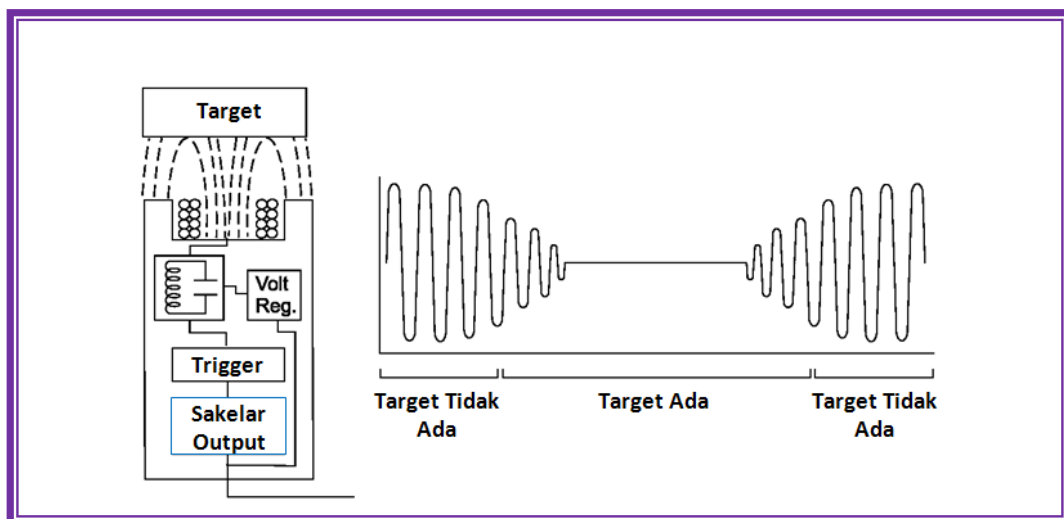 Target
Volt
Reg.
Trigger
Sakelar
Output
Target Tidak
Ada
Target Ada
Target Tidak
Ada